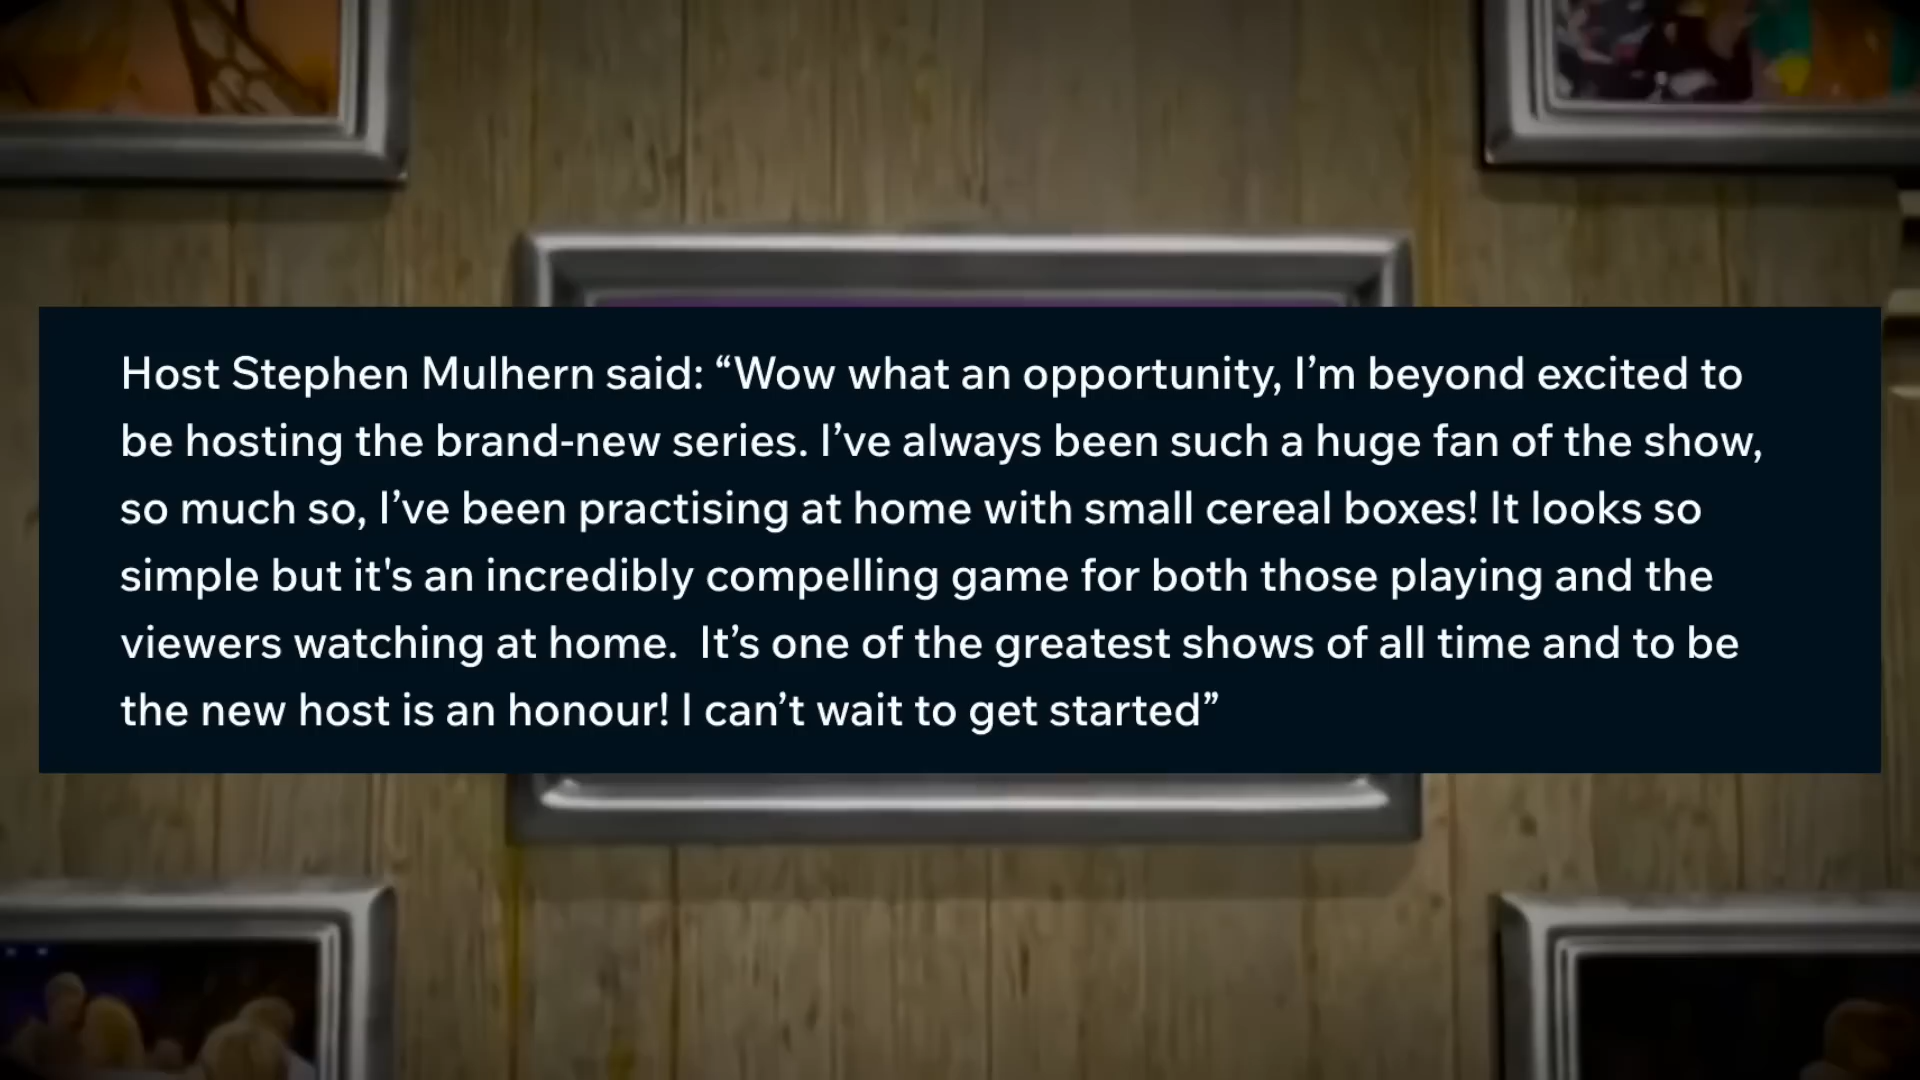 Host Stephen Mulhern said: “Wow what an opportunity, I’m beyond excited to
be hosting the brand-new series. I’ve always been such a huge fan of the show,
so much so, I’ve been practising at home with small cereal boxes! It looks so
simple but it's an incredibly compelling game for both those playing and the
viewers watching at home.  It’s one of the greatest shows of all time and to be
the new host is an honour! I can’t wait to get started”